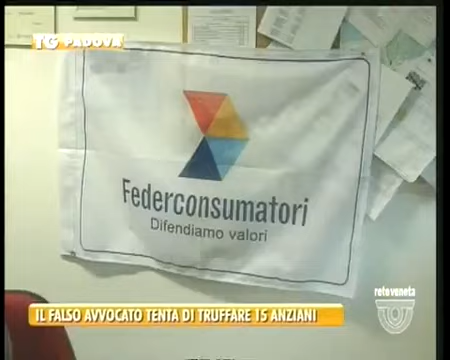 TG PADOVA
Federconsumatori
Difendiamo valori
IL FALSO AVVOCATO TENTA DI TRUFFARE 15 ANZIANI
reteveneta